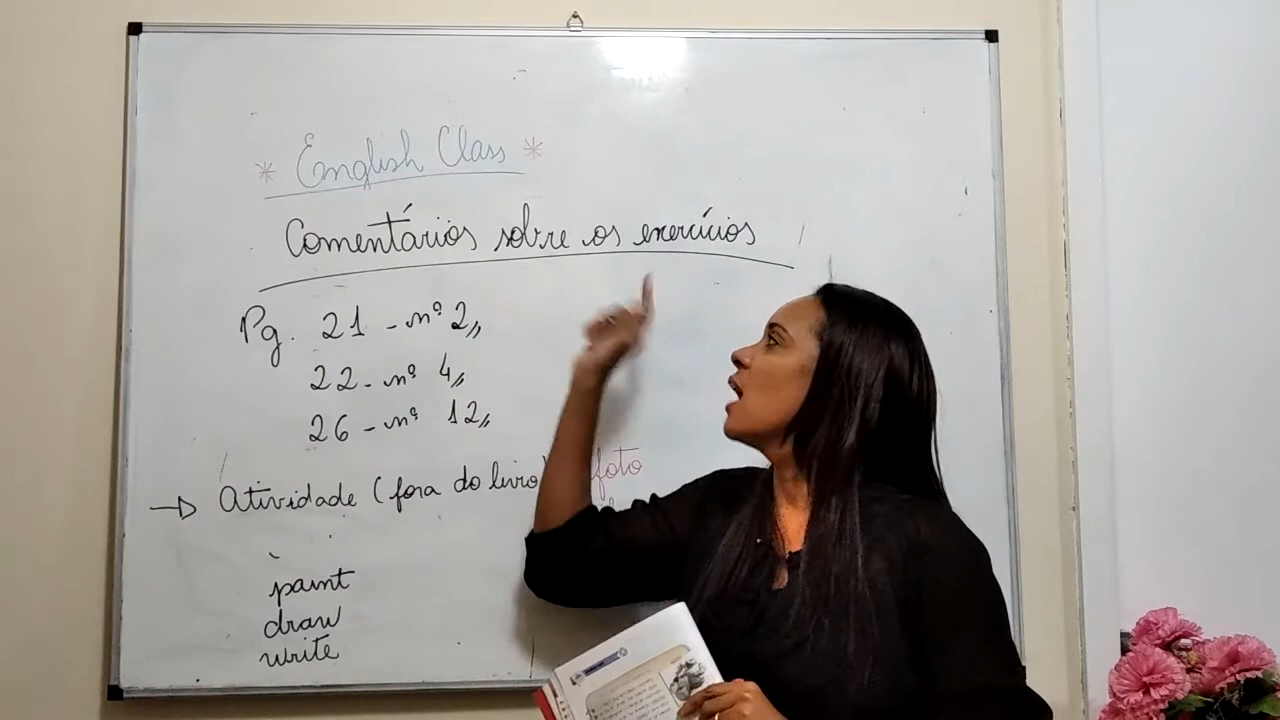 * English Class *
Comentários sobre os exercícios
Pg. 21 - nº 2,,
22 - nº 4,,
26 - nº 12,,
→ Atividade (fora do livro) foto
paint
draw
write